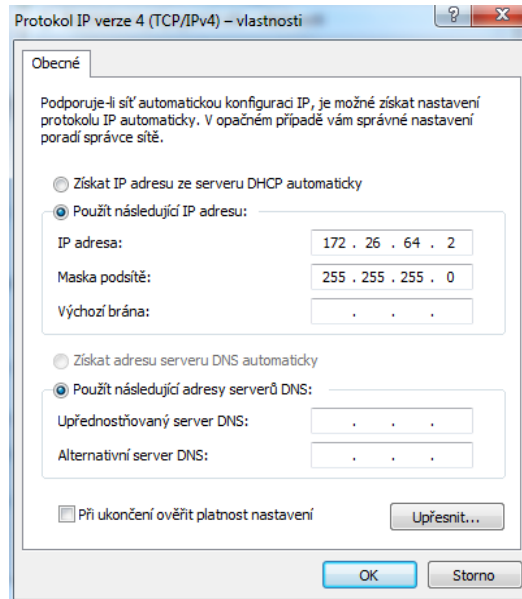 Protokol IP verze 4 (TCP/IPv4) – vlastnosti
Obecné
Podporuje-li síť automatickou konfiguraci IP, je možné získat nastavení
protokolu IP automaticky. V opačném případě vám správné nastavení
poradí správce sítě.
Získat IP adresu ze serveru DHCP automaticky
Použít následující IP adresu:
IP adresa: 172 . 26 . 64 . 2
Maska podsítě: 255 . 255 . 255 . 0
Výchozí brána: . . .
Získat adresu serveru DNS automaticky
Použít následující adresy serverů DNS:
Upřednostňovaný server DNS: . . .
Alternativní server DNS: . . .
Při ukončení ověřit platnost nastavení
Upřesnit...
OK Storno